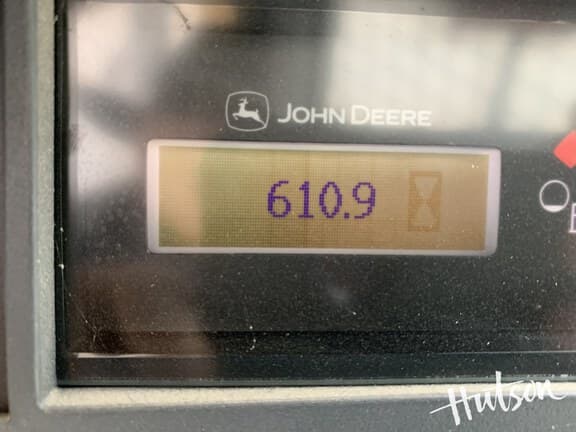 JOHN DEERE
610.9
E
Hutson